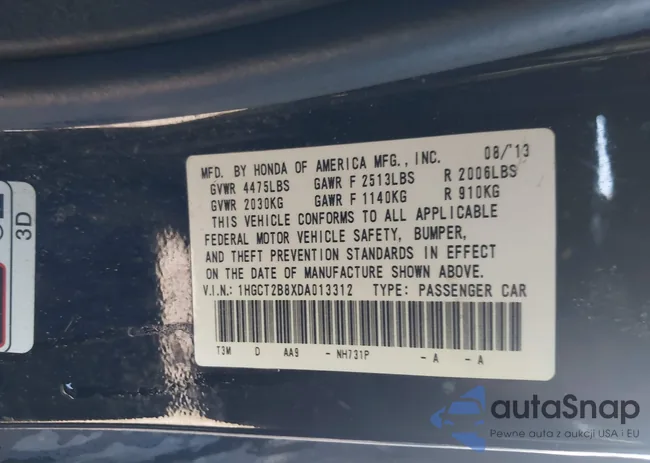 MFD. BY HONDA OF AMERICA MFG., INC. 08/'13
GVWR 4475LBS GAWR F 2513LBS R 2006LBS
GVWR 2030KG GAWR F 1140KG R 910KG
THIS VEHICLE CONFORMS TO ALL APPLICABLE
FEDERAL MOTOR VEHICLE SAFETY, BUMPER,
AND THEFT PREVENTION STANDARDS IN EFFECT
ON THE DATE OF MANUFACTURE SHOWN ABOVE.
V.I.N.: 1HGCT2B8XDA013312 TYPE: PASSENGER CAR
T3M D AA9 - NH731P - A - A
3D
autaSnap
Pewne auta z aukcji USA i EU